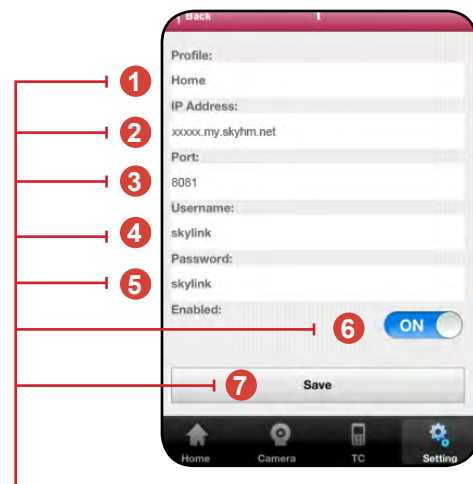 Back
1
Profile:
1 Home
IP Address:
2 xxxxx.my.skyhm.net
Port:
3 8081
Username:
4 skylink
Password:
5 skylink
Enabled:
6 ON
7 Save
Home Camera TC Setting